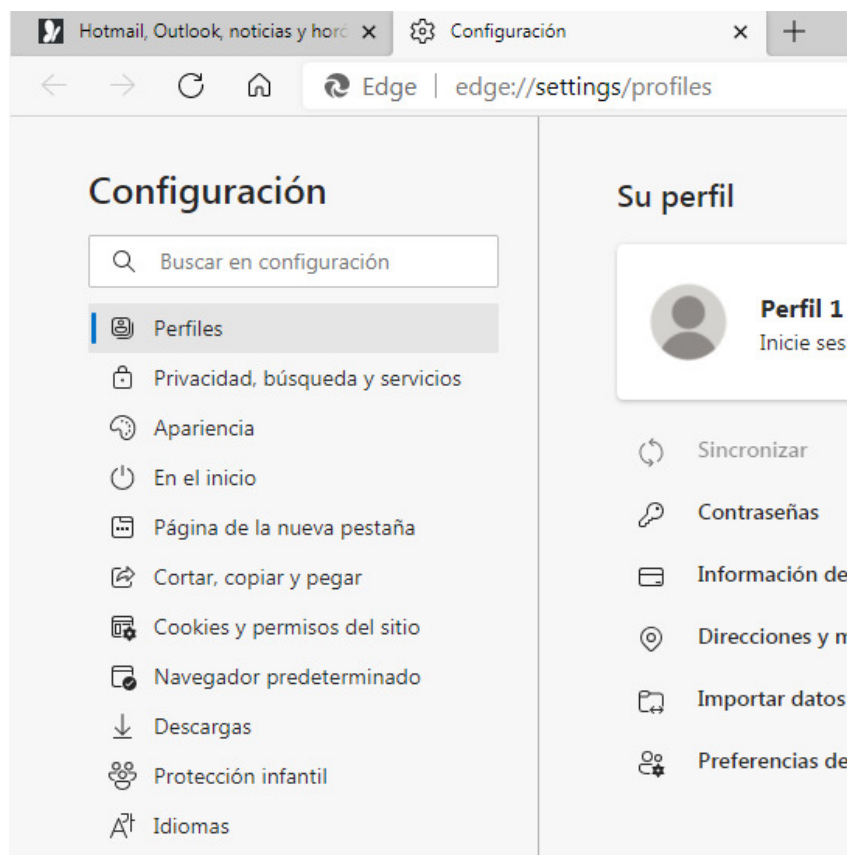 Hotmail, Outlook, noticias y horó
Configuración
Edge | edge://settings/profiles
Configuración
Buscar en configuración
Perfiles
Privacidad, búsqueda y servicios
Apariencia
En el inicio
Página de la nueva pestaña
Cortar, copiar y pegar
Cookies y permisos del sitio
Navegador predeterminado
Descargas
Protección infantil
Idiomas
Su perfil
Perfil 1
Inicie ses
Sincronizar
Contraseñas
Información de
Direcciones y m
Importar datos
Preferencias de